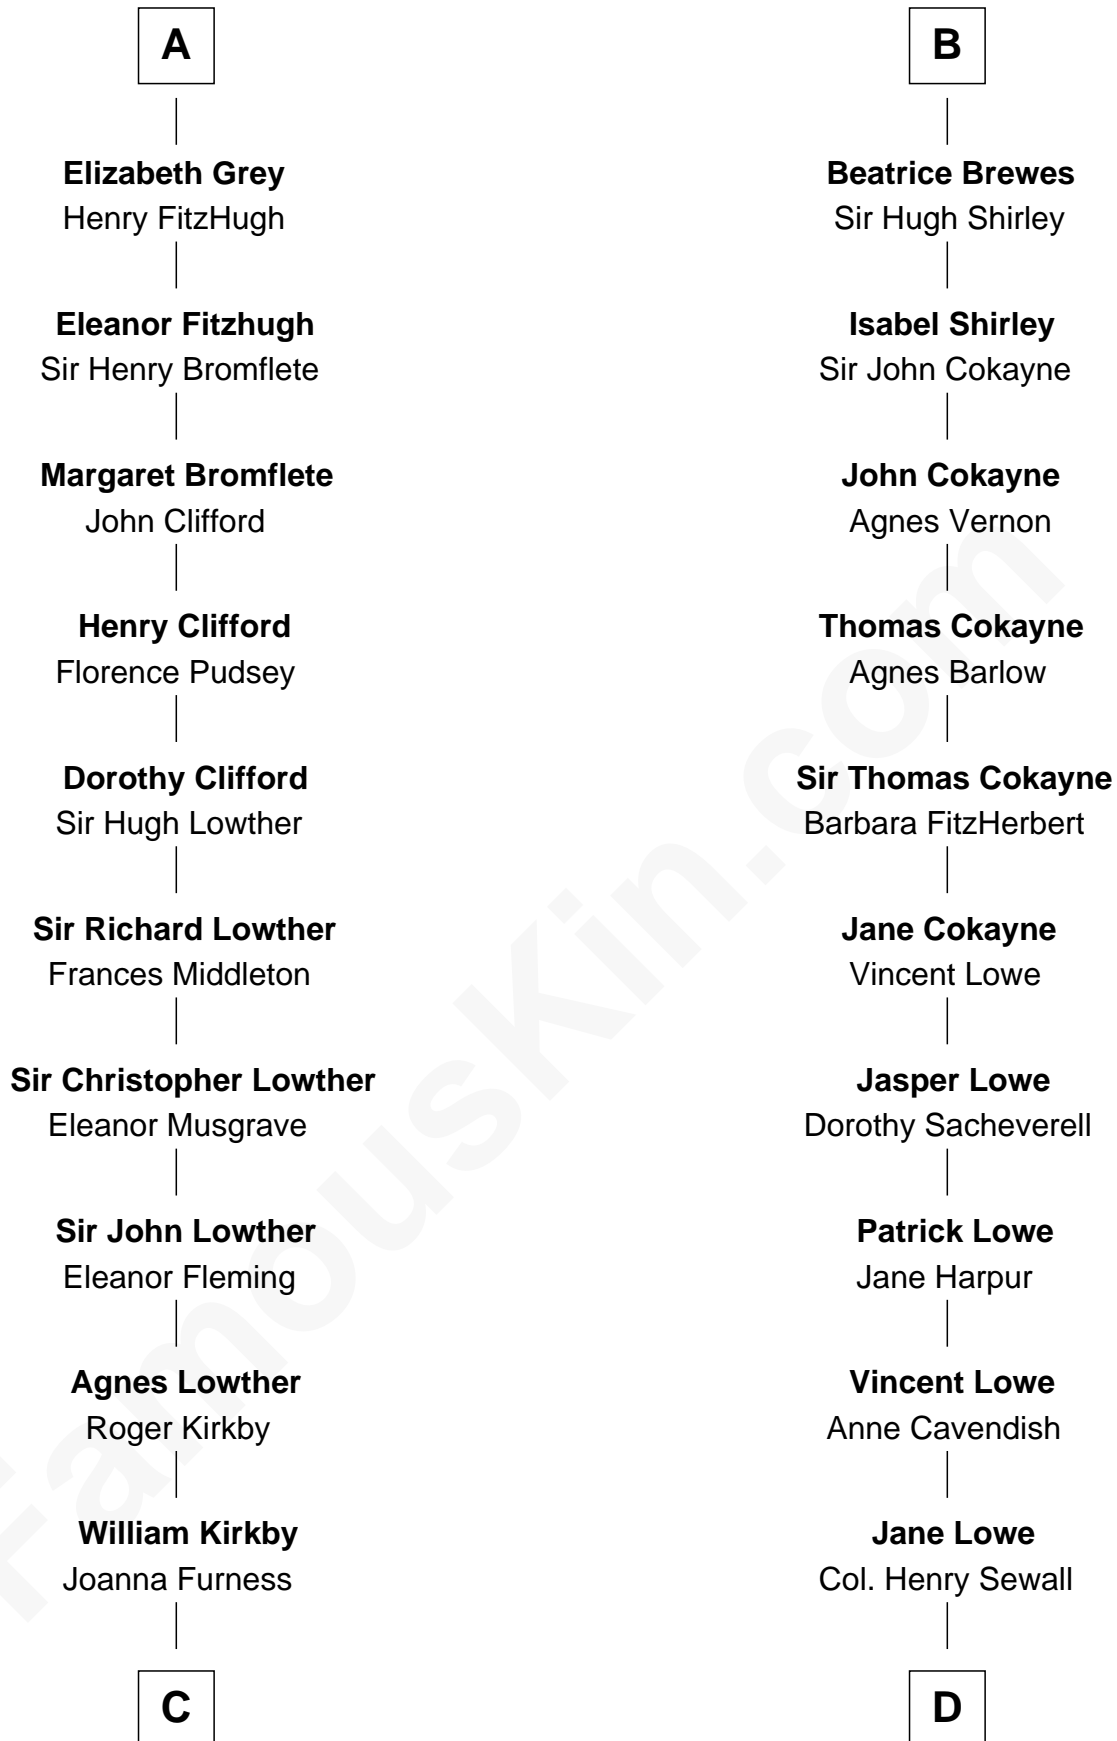 A
Elizabeth Grey
Henry FitzHugh
Eleanor Fitzhugh
Sir Henry Bromflete
Margaret Bromflete
John Clifford
Henry Clifford
Florence Pudsey
Dorothy Clifford
Sir Hugh Lowther
Sir Richard Lowther
Frances Middleton
Sir Christopher Lowther
Eleanor Musgrave
Sir John Lowther
Eleanor Fleming
Agnes Lowther
Roger Kirkby
William Kirkby
Joanna Furness
C
B
Beatrice Brewes
Sir Hugh Shirley
Isabel Shirley
Sir John Cokayne
John Cokayne
Agnes Vernon
Thomas Cokayne
Agnes Barlow
Sir Thomas Cokayne
Barbara FitzHerbert
Jane Cokayne
Vincent Lowe
Jasper Lowe
Dorothy Sacheverell
Patrick Lowe
Jane Harpur
Vincent Lowe
Anne Cavendish
Jane Lowe
Col. Henry Sewall
D
FamousKin.com